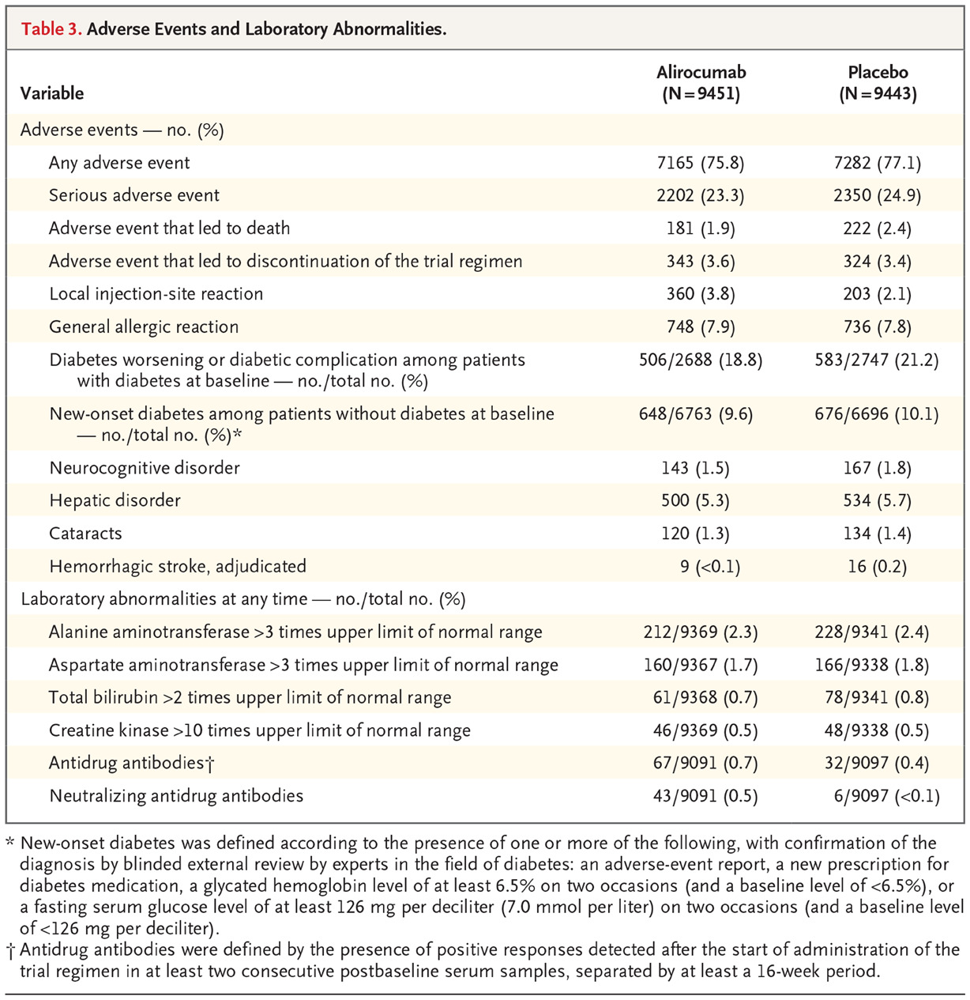 Table 3. Adverse Events and Laboratory Abnormalities.
Variable Alirocumab (N=9451) Placebo (N=9443)
Adverse events — no. (%)
Any adverse event 7165 (75.8) 7282 (77.1)
Serious adverse event 2202 (23.3) 2350 (24.9)
Adverse event that led to death 181 (1.9) 222 (2.4)
Adverse event that led to discontinuation of the trial regimen 343 (3.6) 324 (3.4)
Local injection-site reaction 360 (3.8) 203 (2.1)
General allergic reaction 748 (7.9) 736 (7.8)
Diabetes worsening or diabetic complication among patients 506/2688 (18.8) 583/2747 (21.2)
with diabetes at baseline — no./total no. (%)
New-onset diabetes among patients without diabetes at baseline 648/6763 (9.6) 676/6696 (10.1)
— no./total no. (%)*
Neurocognitive disorder 143 (1.5) 167 (1.8)
Hepatic disorder 500 (5.3) 534 (5.7)
Cataracts 120 (1.3) 134 (1.4)
Hemorrhagic stroke, adjudicated 9 (<0.1) 16 (0.2)
Laboratory abnormalities at any time — no./total no. (%)
Alanine aminotransferase >3 times upper limit of normal range 212/9369 (2.3) 228/9341 (2.4)
Aspartate aminotransferase >3 times upper limit of normal range 160/9367 (1.7) 166/9338 (1.8)
Total bilirubin >2 times upper limit of normal range 61/9368 (0.7) 78/9341 (0.8)
Creatine kinase >10 times upper limit of normal range 46/9369 (0.5) 48/9338 (0.5)
Antidrug antibodies† 67/9091 (0.7) 32/9097 (0.4)
Neutralizing antidrug antibodies 43/9091 (0.5) 6/9097 (<0.1)
* New-onset diabetes was defined according to the presence of one or more of the following, with confirmation of the
diagnosis by blinded external review by experts in the field of diabetes: an adverse-event report, a new prescription for
diabetes medication, a glycated hemoglobin level of at least 6.5% on two occasions (and a baseline level of <6.5%), or
a fasting serum glucose level of at least 126 mg per deciliter (7.0 mmol per liter) on two occasions (and a baseline level
of <126 mg per deciliter).
† Antidrug antibodies were defined by the presence of positive responses detected after the start of administration of the
trial regimen in at least two consecutive postbaseline serum samples, separated by at least a 16-week period.